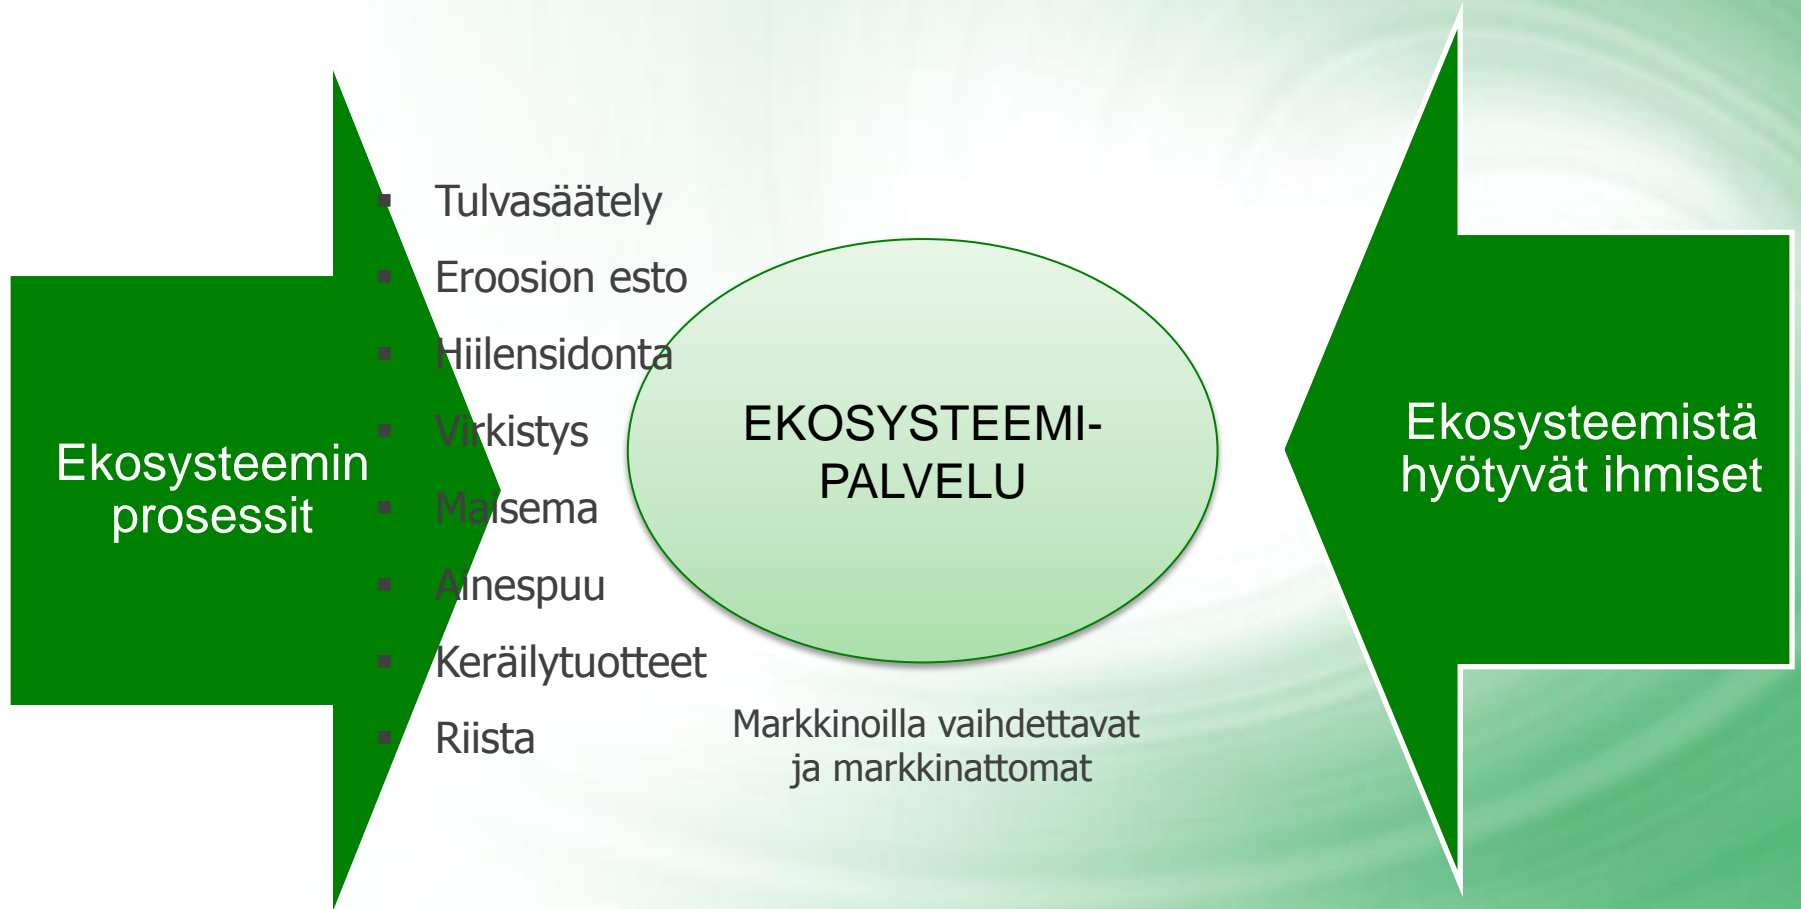 Ekosysteemin
prosessit
▪ Tulvasäätely
▪ Eroosion esto
▪ Hiilensidonta
▪ Virkistys
▪ Maisema
▪ Ainespuu
▪ Keräilytuotteet
▪ Riista
EKOSYSTEEMI-
PALVELU
Markkinoilla vaihdettavat
ja markkinattomat
Ekosysteemistä
hyötyvät ihmiset